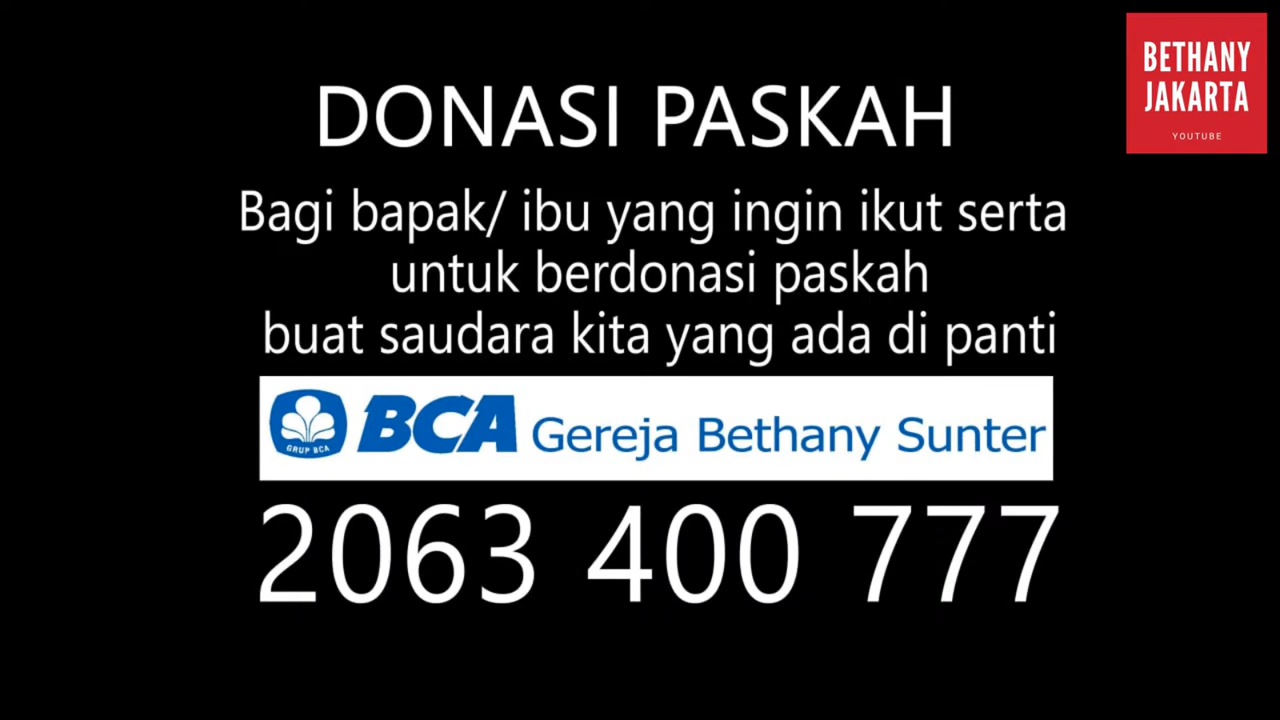 BETHANY
JAKARTA
YOUTUBE
DONASI PASKAH
Bagi bapak/ ibu yang ingin ikut serta
untuk berdonasi paskah
buat saudara kita yang ada di panti
GRUP BCA
BCA Gereja Bethany Sunter
2063 400 777